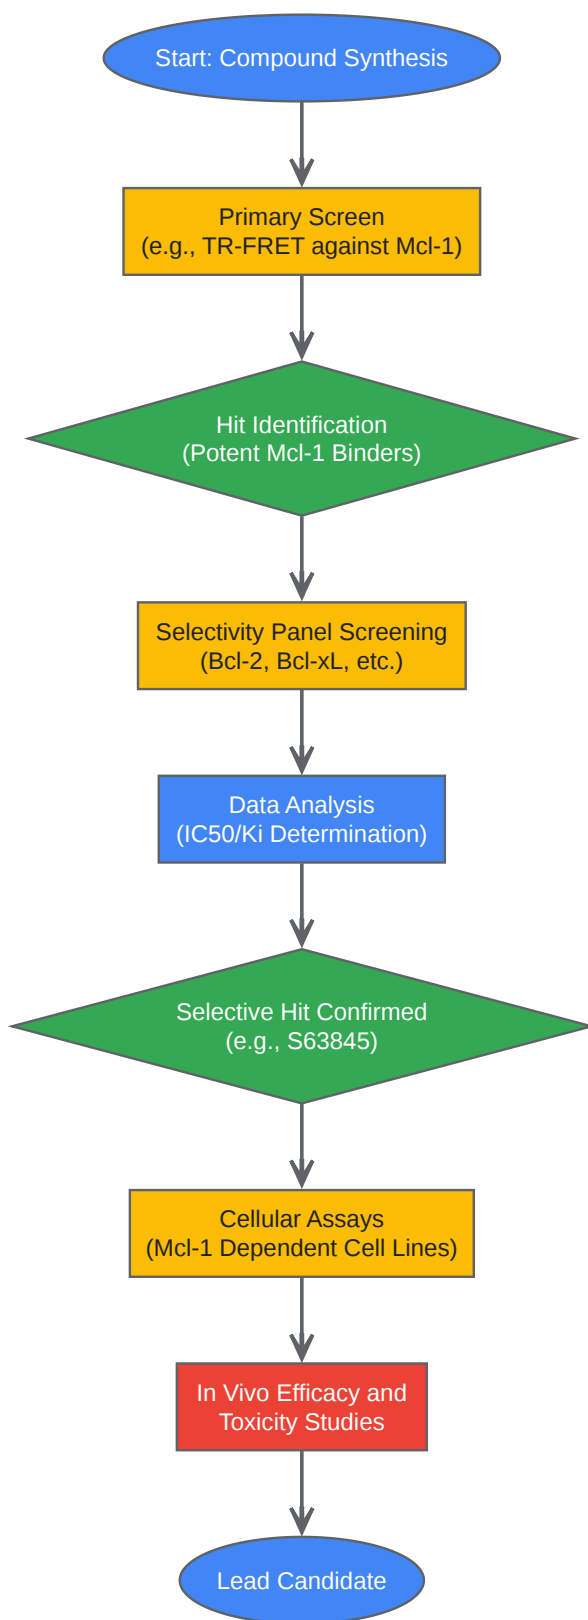 Start: Compound Synthesis
Primary Screen
(e.g., TR-FRET against Mcl-1)
Hit Identification
(Potent Mcl-1 Binders)
Selectivity Panel Screening
(Bcl-2, Bcl-xL, etc.)
Data Analysis
(IC50/Ki Determination)
Selective Hit Confirmed
(e.g., S63845)
Cellular Assays
(Mcl-1 Dependent Cell Lines)
In Vivo Efficacy and
Toxicity Studies
Lead Candidate